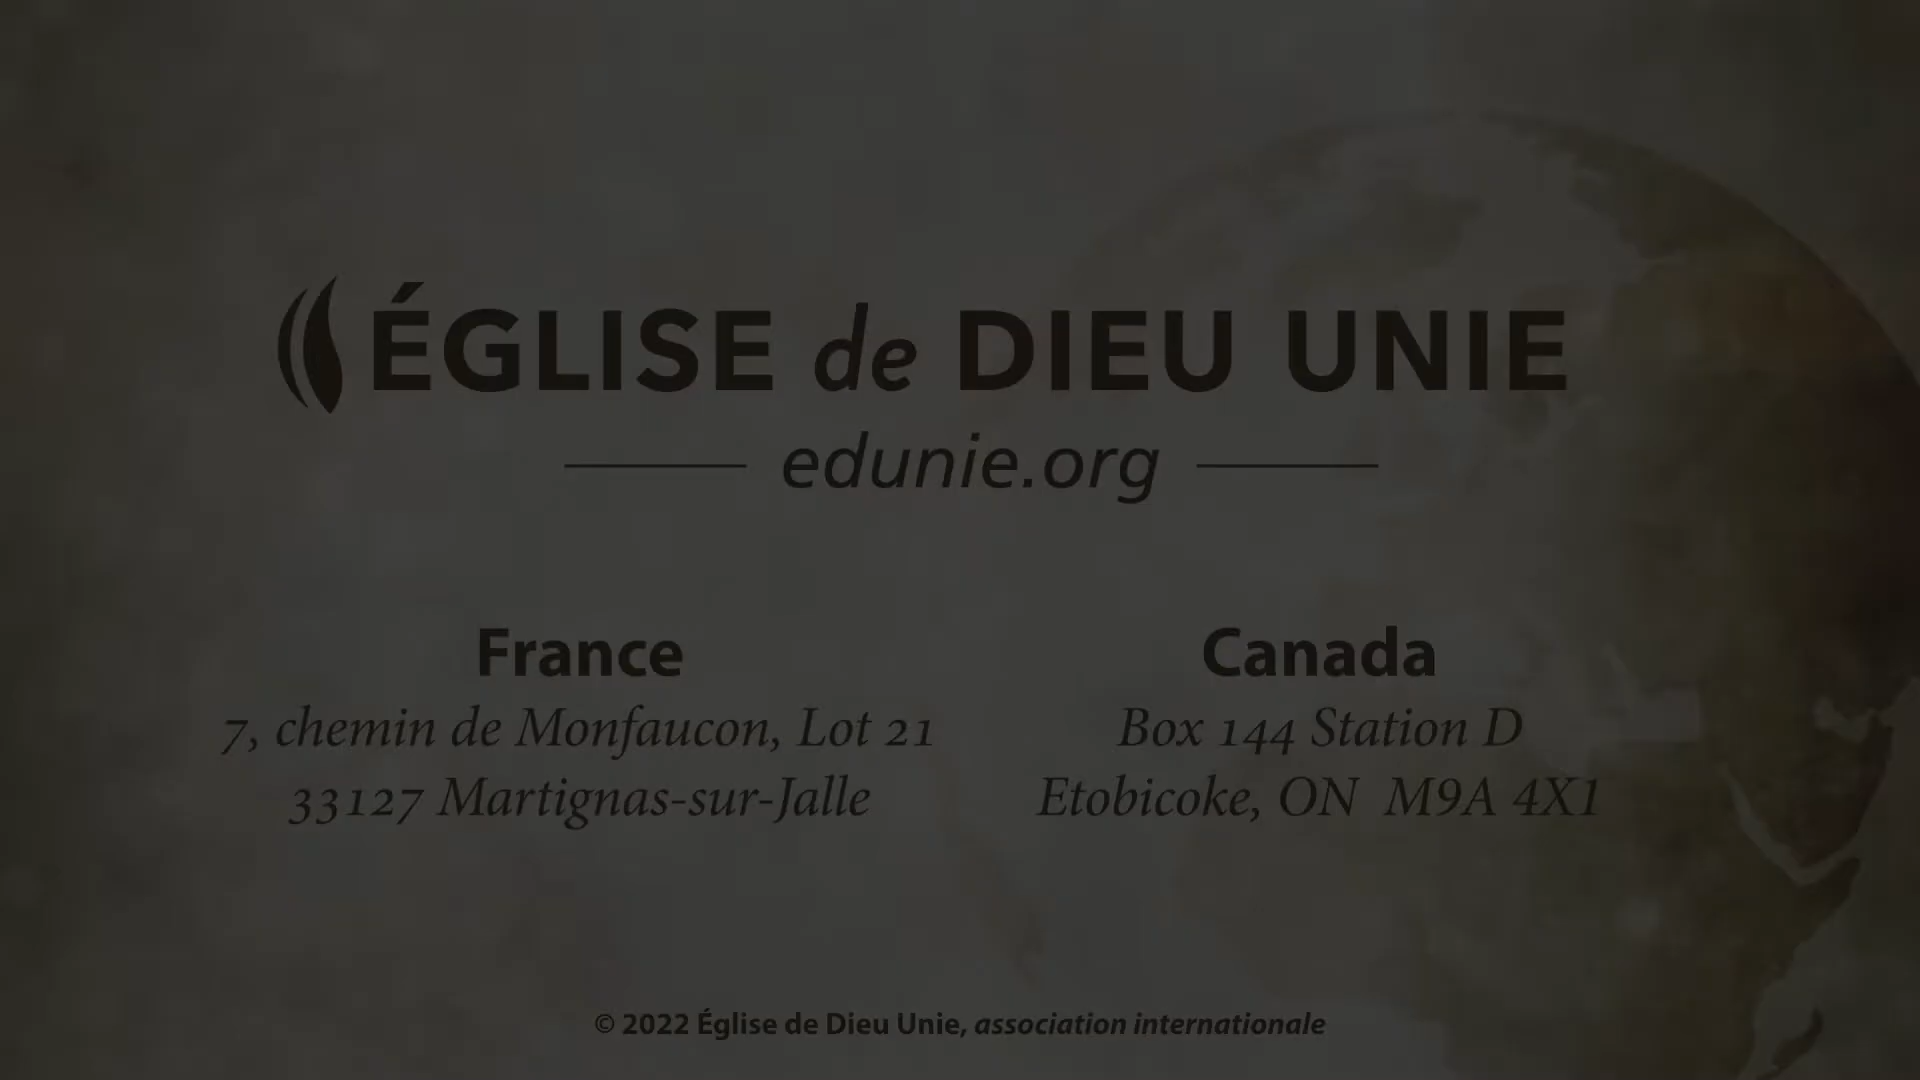 ÉGLISE de DIEU UNIE
edunie.org
France
7, chemin de Monfaucon, Lot 21
33127 Martignas-sur-Jalle
Canada
Box 144 Station D
Etobicoke, ON  M9A 4X1
© 2022 Église de Dieu Unie, association internationale